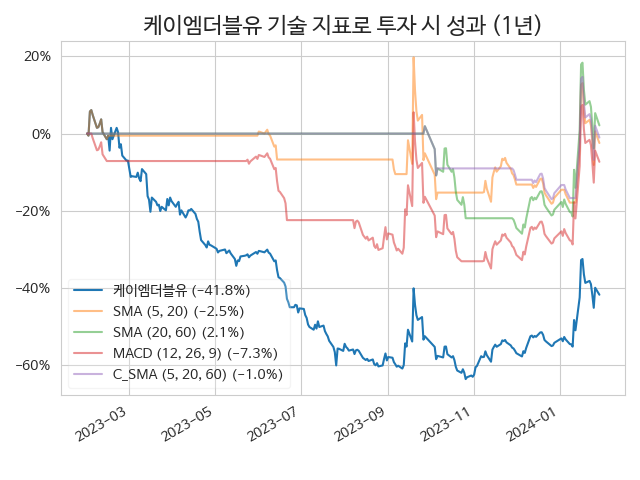 케이엠더블유 기술 지표로 투자 시 성과 (1년)
20%
0%
−20%
−40%
−60%
케이엠더블유 (−41.8%)
SMA (5, 20) (−2.5%)
SMA (20, 60) (2.1%)
MACD (12, 26, 9) (−7.3%)
C_SMA (5, 20, 60) (−1.0%)
2023−03
2023−05
2023−07
2023−09
2023−11
2024−01